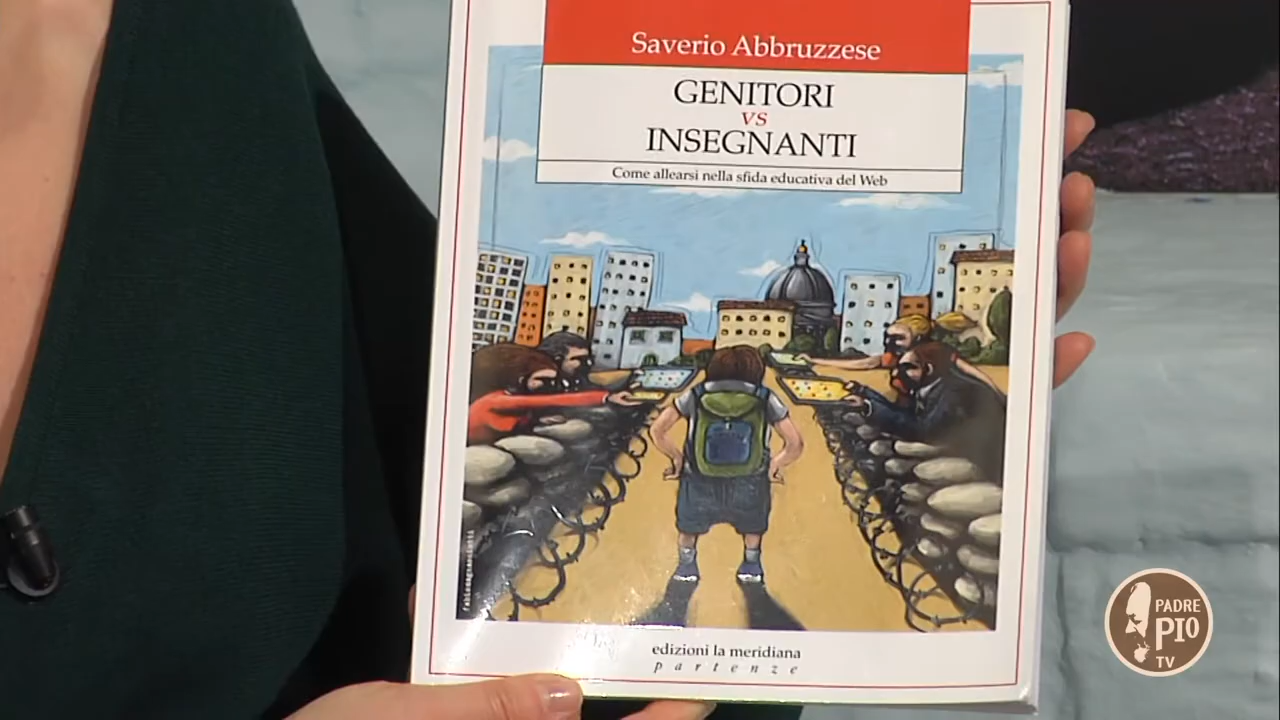 Saverio Abbruzzese
GENITORI
vs
INSEGNANTI
Come allearsi nella sfida educativa del Web
edizioni la meridiana
partenze
PADRE
PIO
TV